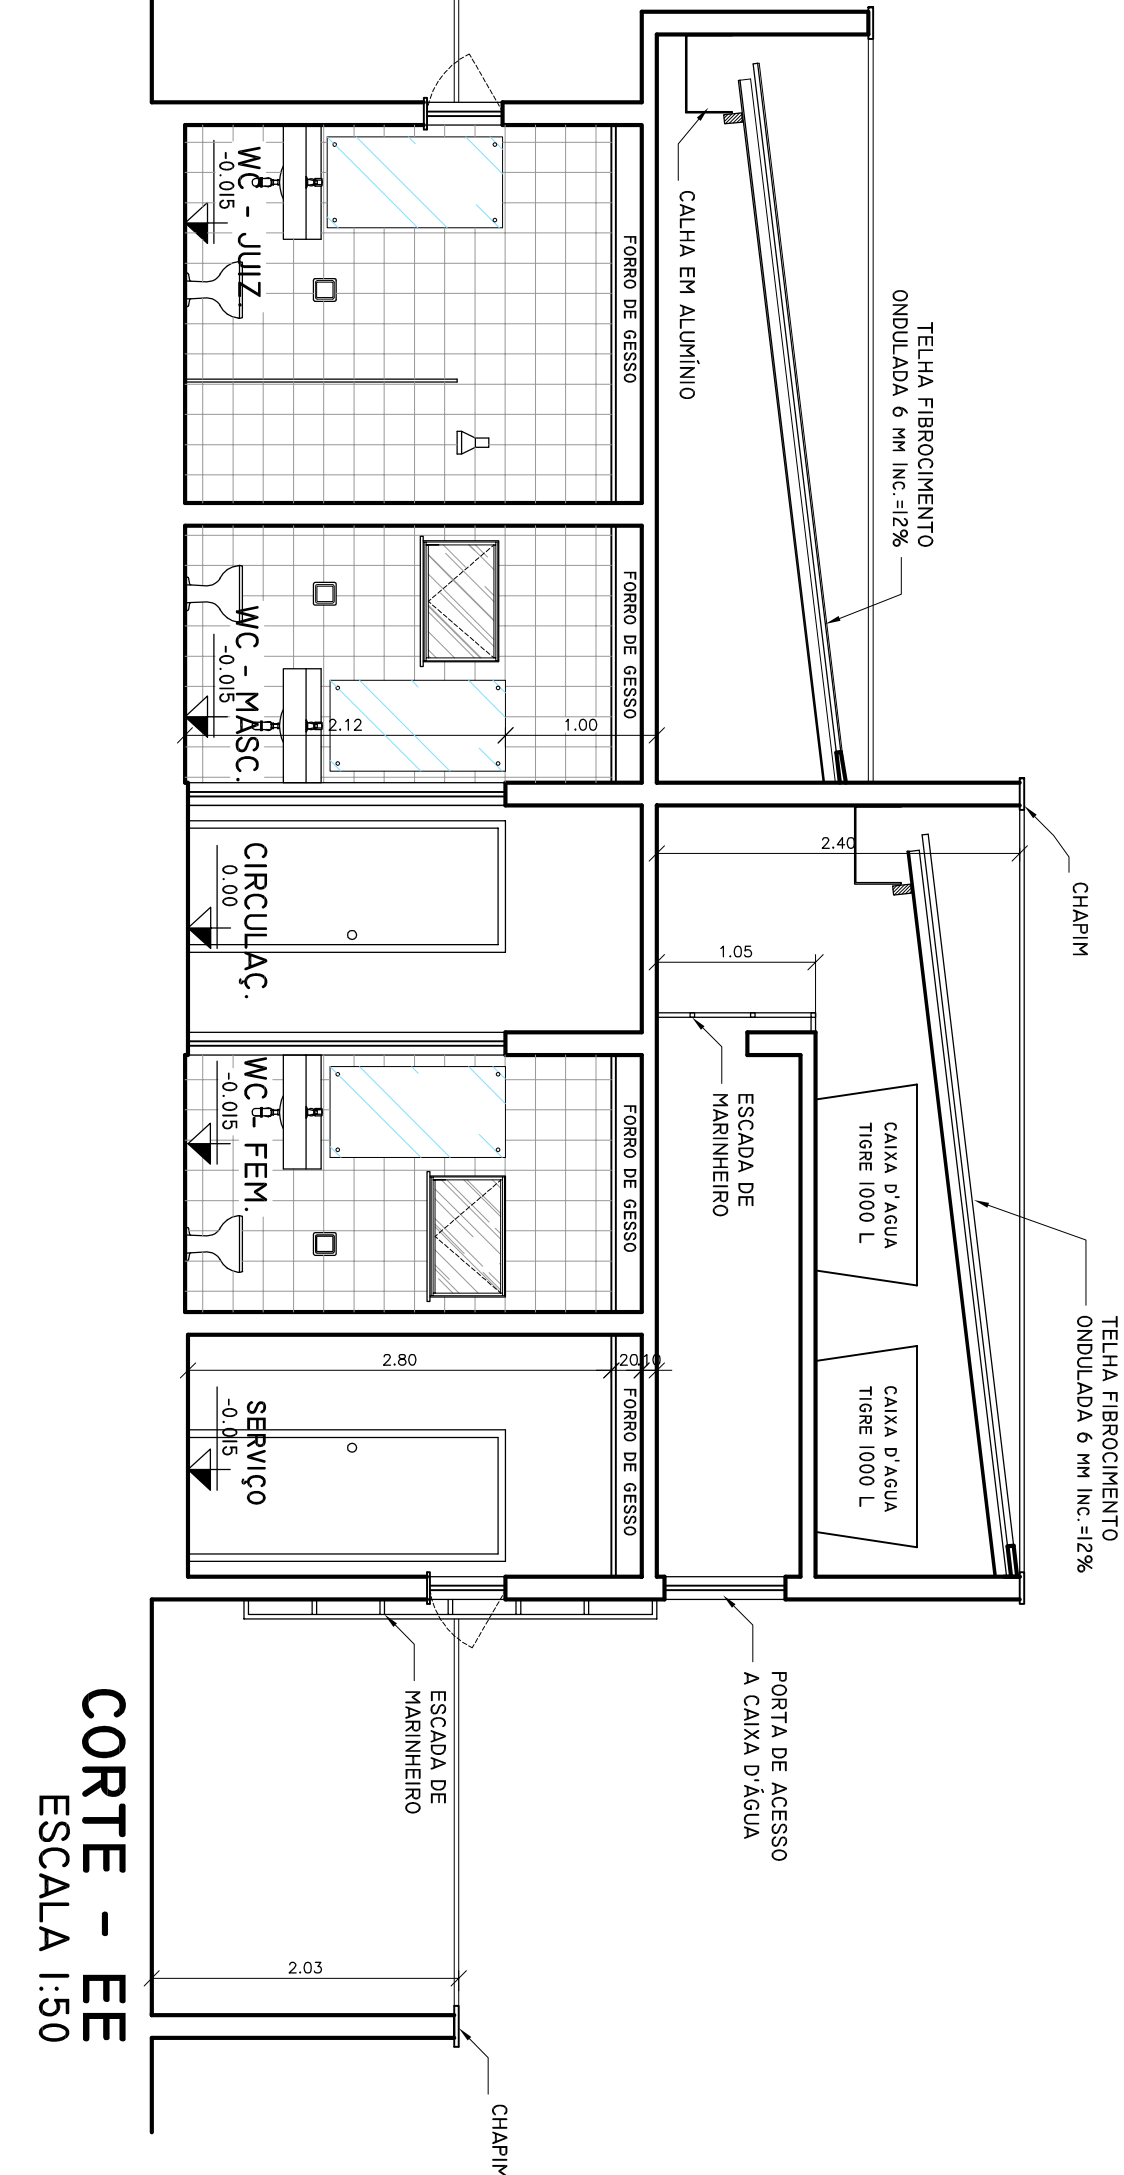 TELHA FIBROCIMENTO
ONDULADA 6 MM INC.=12%
CALHA EM ALUMÍNIO
FORRO DE GESSO
WC - JUIZ.
-0.015
FORRO DE GESSO
WC - MASC.
-0.015
2.12
1.00
CHAPIM
2.40
1.05
CIRCULAÇ.
0.00
ESCADA DE
MARINHEIRO
CAIXA D'AGUA
TIGRE 1000 L
CAIXA D'AGUA
TIGRE 1000 L
TELHA FIBROCIMENTO
ONDULADA 6 MM INC.=12%
FORRO DE GESSO
WC - FEM.
-0.015
2.80
20
.10
FORRO DE GESSO
SERVIÇO
-0.015
PORTA DE ACESSO
A CAIXA D'ÁGUA
ESCADA DE
MARINHEIRO
2.03
CHAPIM
CORTE - EE
ESCALA 1:50